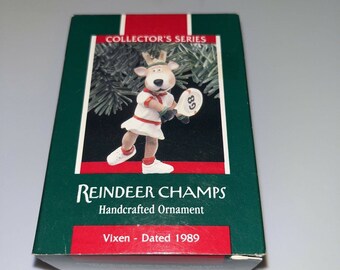 COLLECTOR'S SERIES
89
REINDEER CHAMPS
Handcrafted Ornament
Vixen - Dated 1989